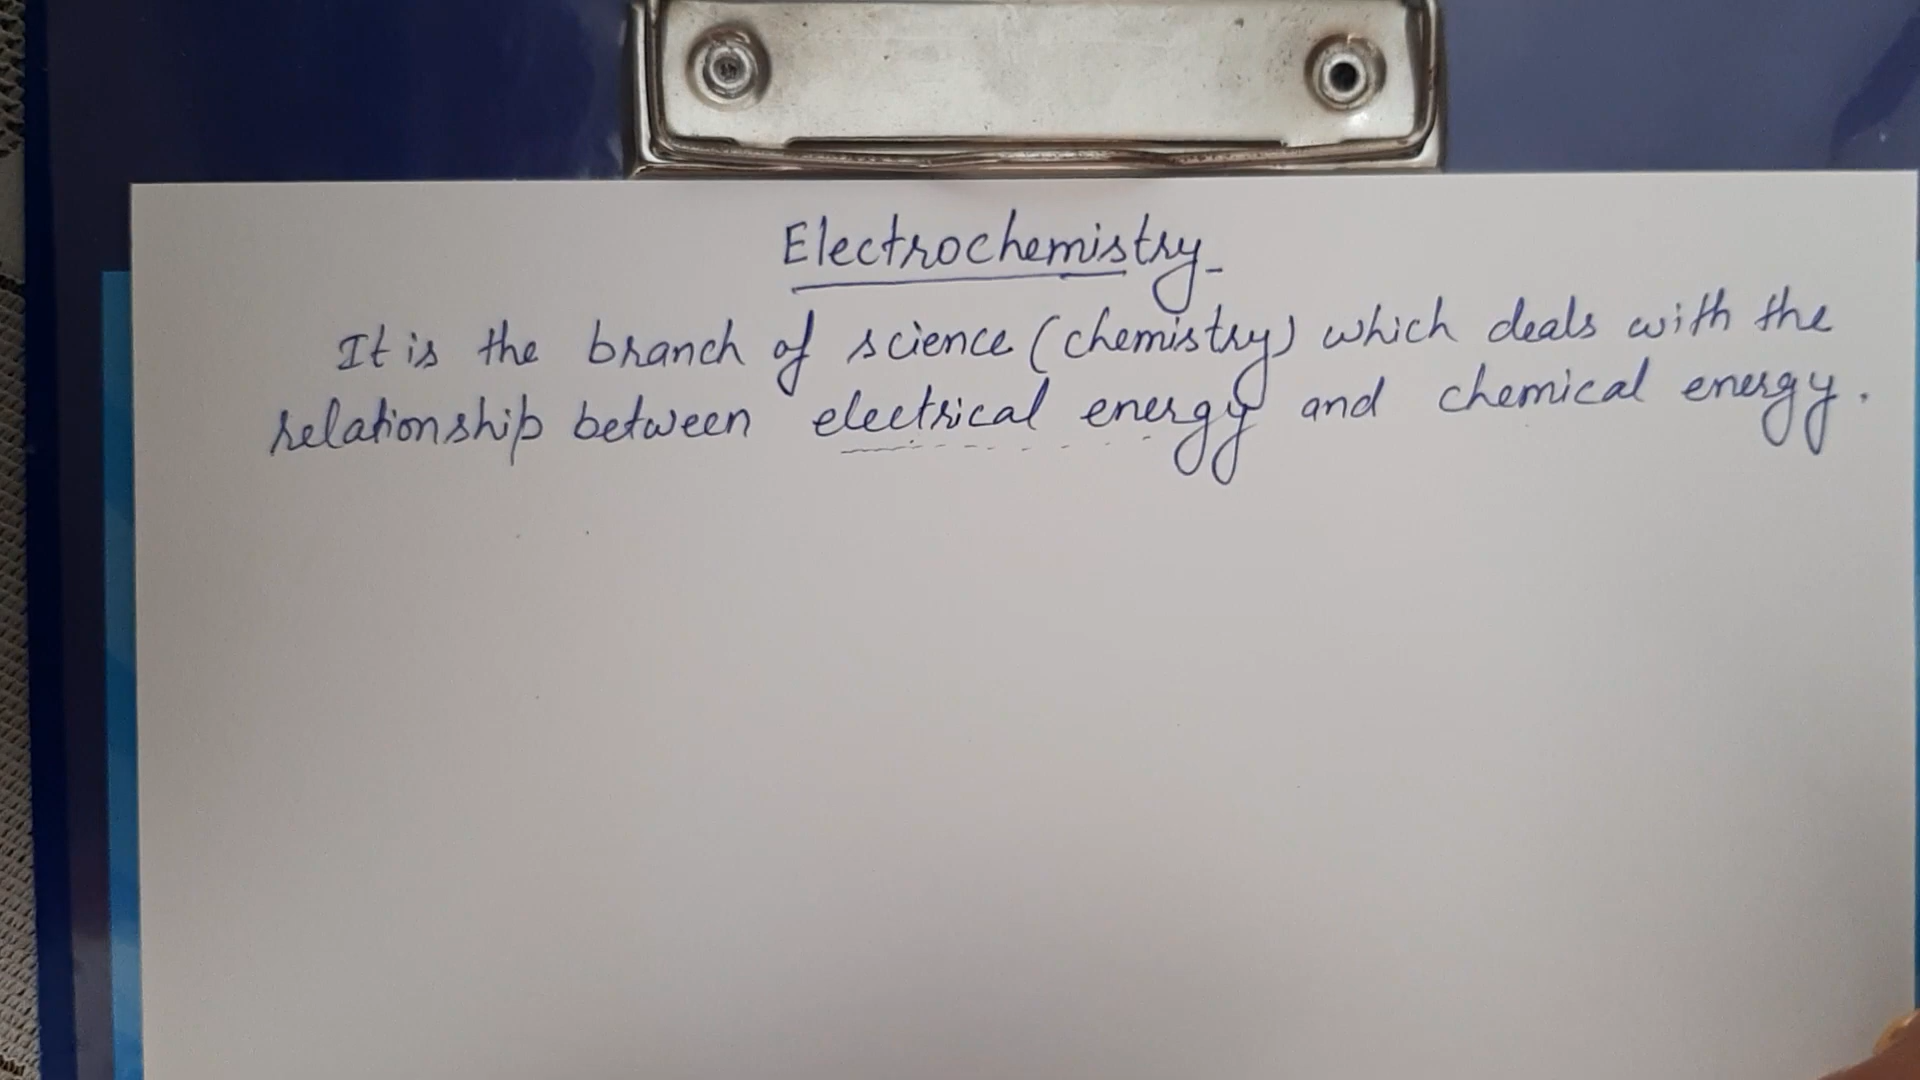 Electrochemistry-
It is the branch of science (chemistry) which deals with the
relationship between electrical energy and chemical energy.